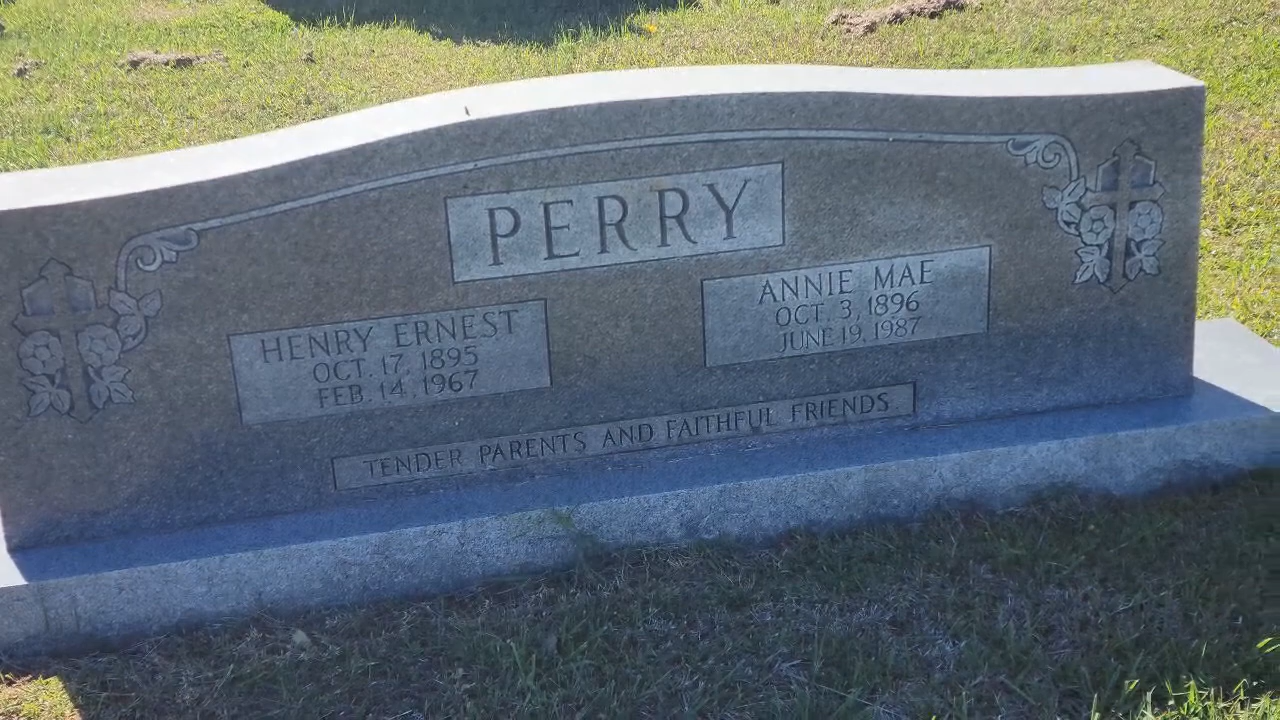 PERRY
HENRY ERNEST
OCT. 17, 1895
FEB. 14, 1967
ANNIE MAE
OCT. 3, 1896
JUNE 19, 1987
TENDER PARENTS AND FAITHFUL FRIENDS